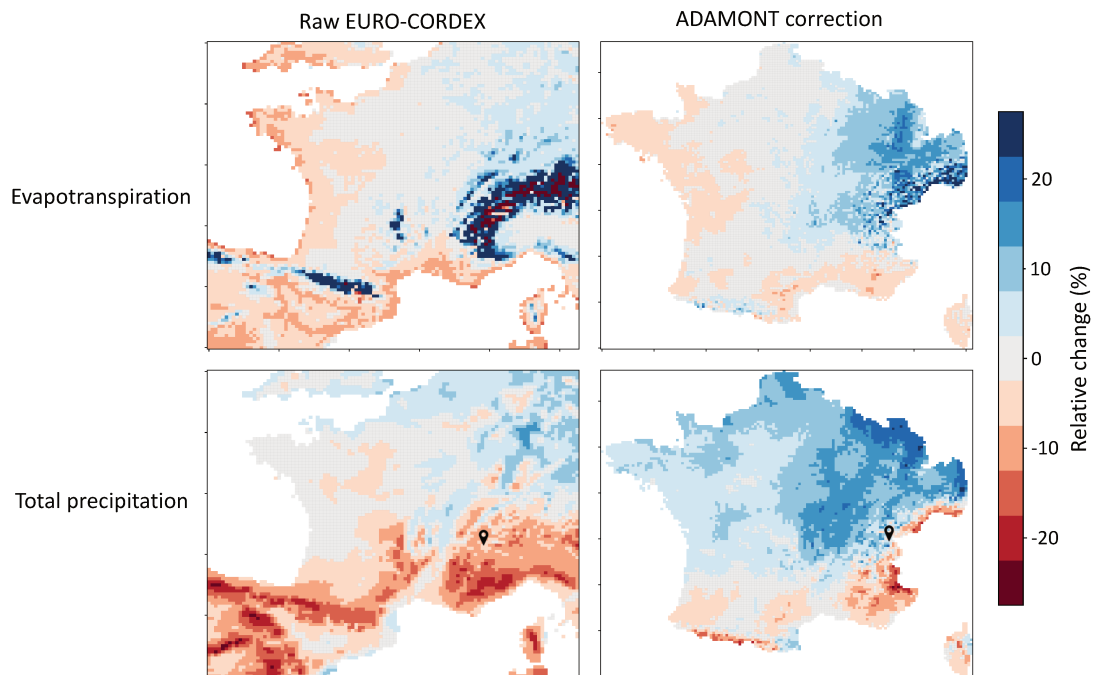 Raw EURO-CORDEX
ADAMONT correction
Evapotranspiration
Total precipitation
20
10
0
-10
-20
Relative change (%)